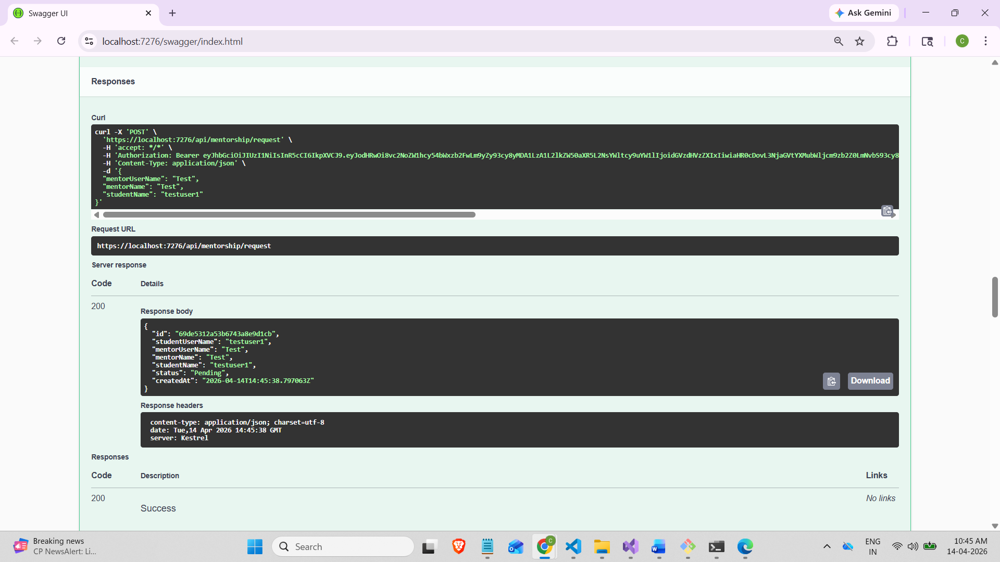 Swagger UI
Ask Gemini
localhost:7276/swagger/index.html
C
Responses
Curl
curl -X 'POST' \
'https://localhost:7276/api/mentorship/request' \
-H 'accept: */*' \
-H 'Authorization: Bearer
-H 'Content-Type: application/json' \
-d '{
"mentorUserName": "Test",
"mentorName": "Test",
"studentName": "testuser1"
}'
Request URL
https://localhost:7276/api/mentorship/request
Server response
Code Details
200
Response body
{
"id": "69de5312a53b6743a8e9d1cb",
"studentUserName": "testuser1",
"mentorUserName": "Test",
"mentorName": "Test",
"studentName": "testuser1",
"status": "Pending",
"createdAt": "2026-04-14T14:45:38.797063Z"
}
Download
Response headers
content-type: application/json; charset=utf-8
date: Tue,14 Apr 2026 14:45:38 GMT
server: Kestrel
Responses
Code Description Links
200 No links
Success
Breaking news
CP NewsAlert: Li...
Search
C
ENG
IN
10:45 AM
14-04-2026